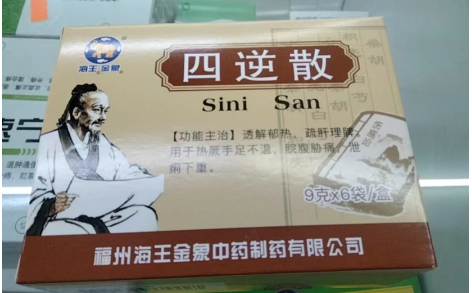 海王金象
四逆散
Sini San
【功能主治】透解郁热、疏肝理脾。
用于热厥手足不温，脘腹胁痛，泄
痢下重。
9克x6袋/盒
福州海王金象中药制药有限公司